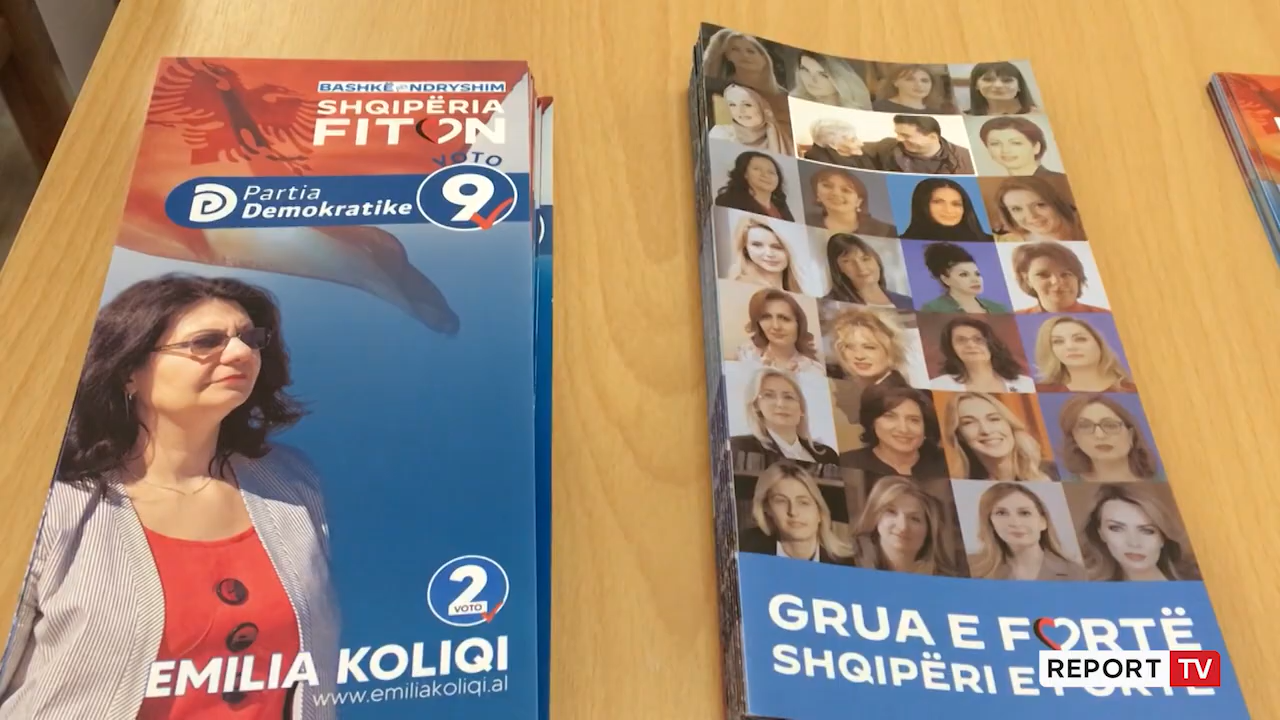 BASHKË NDRYSHIM
SHQIPËRIA
FITON
VOTO
9
Partia
Demokratike
2
VOTO
EMILIA KOLIQI
www.emiliakoliqi.al
GRUA E FORTË
SHQIPËRI E FORTË
REPORT TV